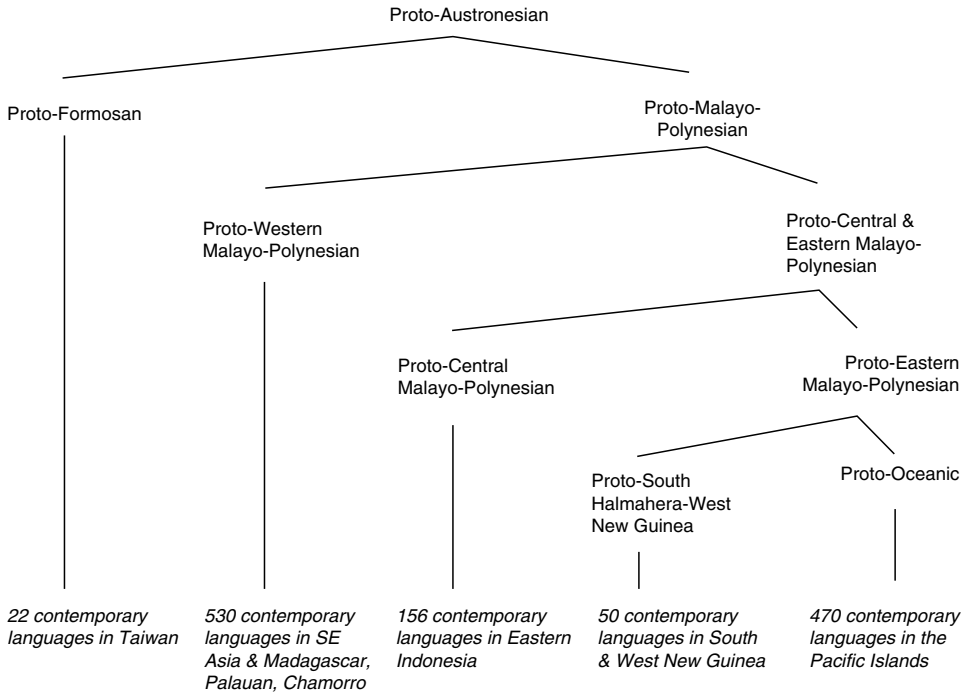 Proto-Austronesian
Proto-Formosan
Proto-Malayo-
Polynesian
Proto-Western
Malayo-Polynesian
Proto-Central &
Eastern Malayo-
Polynesian
Proto-Central
Malayo-Polynesian
Proto-Eastern
Malayo-Polynesian
Proto-South
Halmahera-West
New Guinea
Proto-Oceanic
22 contemporary
languages in Taiwan
530 contemporary
languages in SE
Asia & Madagascar,
Palauan, Chamorro
156 contemporary
languages in Eastern
Indonesia
50 contemporary
languages in South
& West New Guinea
470 contemporary
languages in the
Pacific Islands